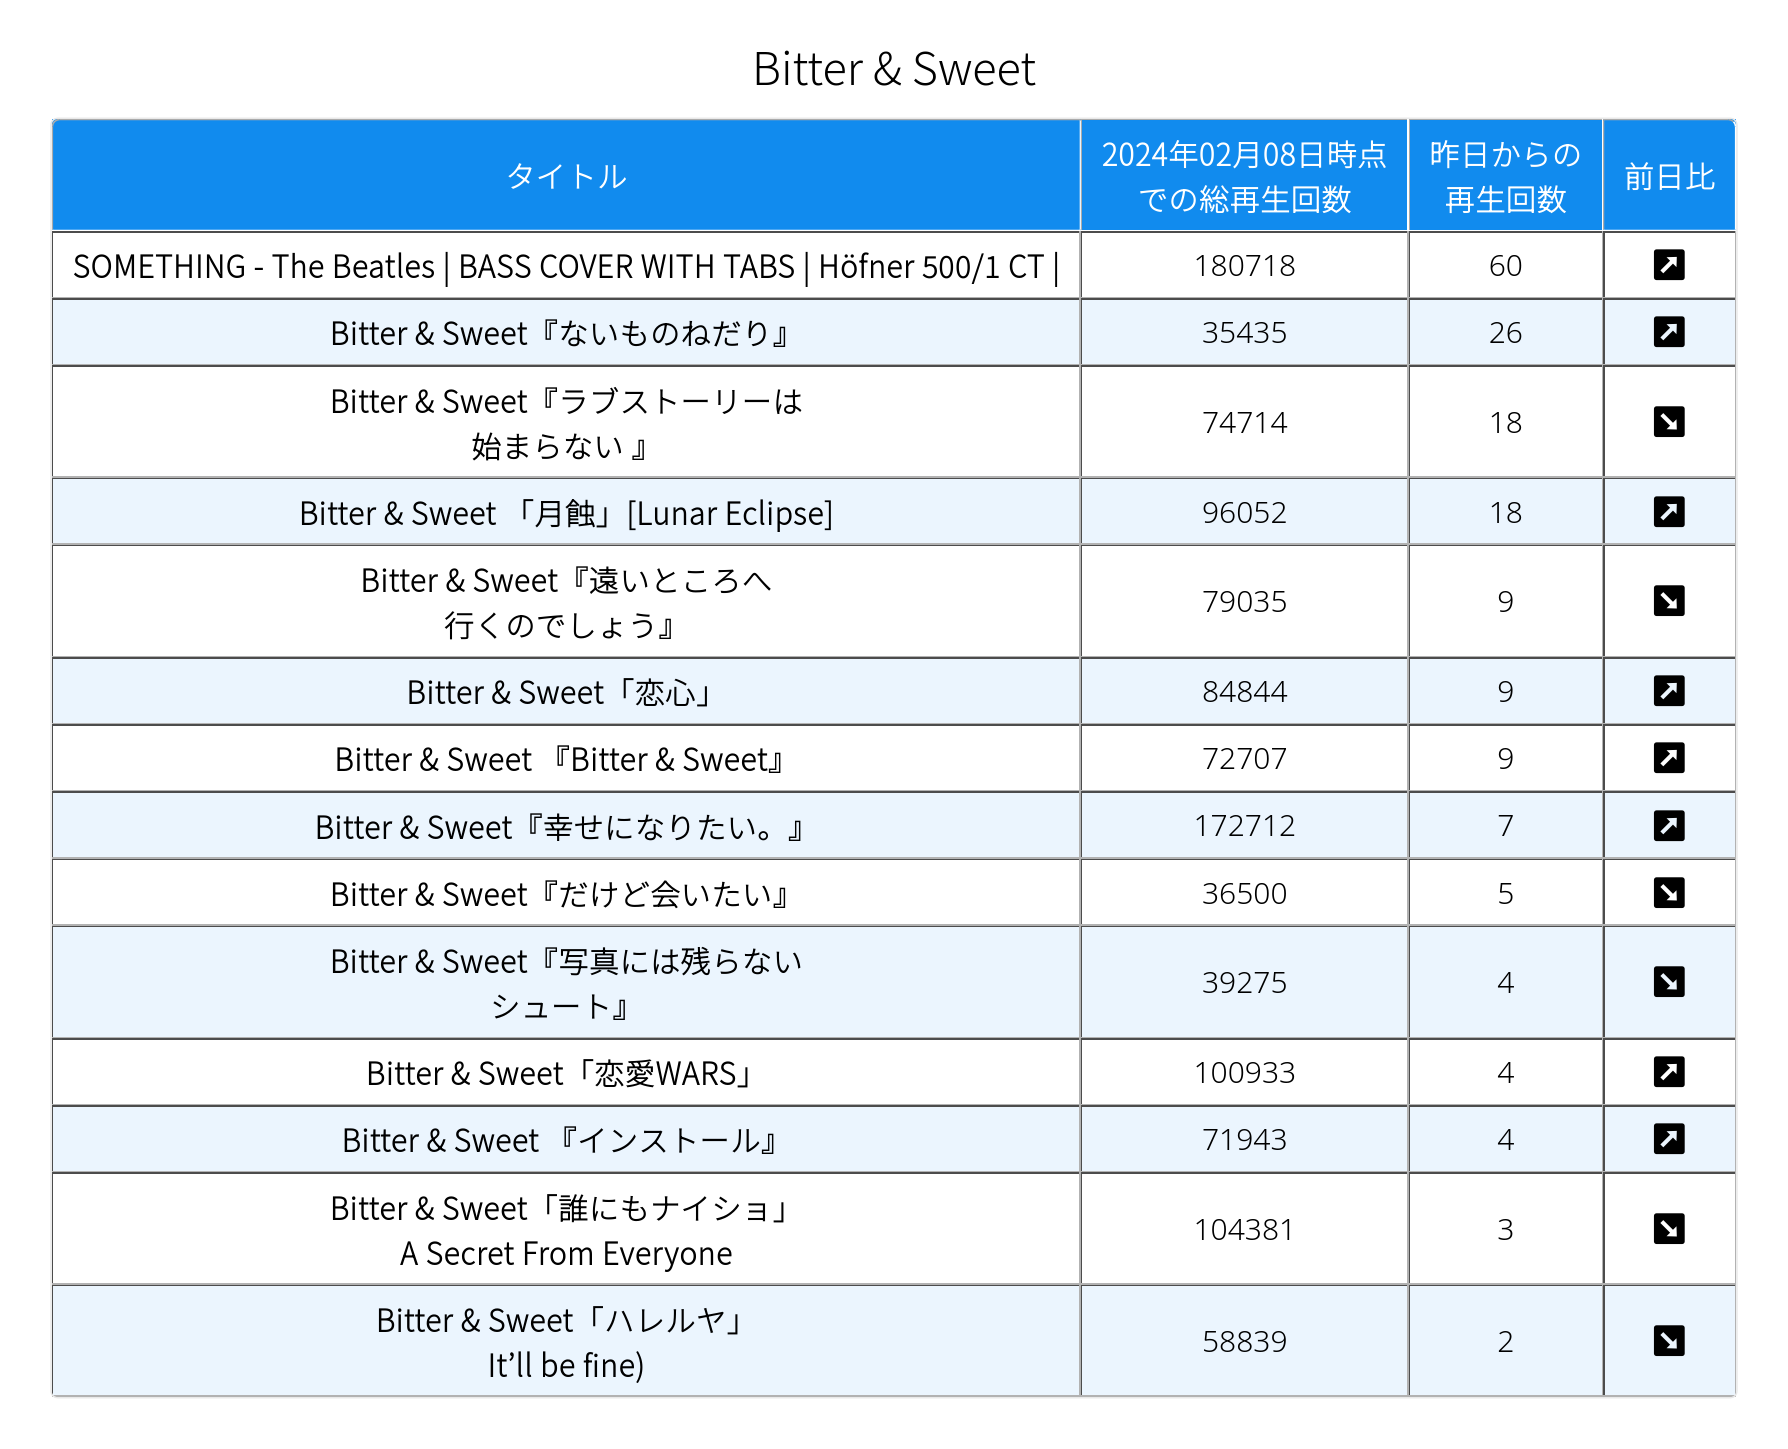 Bitter & Sweet
タイトル
2024年02月08日時点
での総再生回数
昨日からの
再生回数
前日比
SOMETHING - The Beatles | BASS COVER WITH TABS | Höfner 500/1 CT |
180718
60
Bitter & Sweet『ないものねだり』
35435
26
Bitter & Sweet『ラブストーリーは
始まらない 』
74714
18
Bitter & Sweet 「月蝕」[Lunar Eclipse]
96052
18
Bitter & Sweet『遠いところへ
行くのでしょう』
79035
9
Bitter & Sweet「恋心」
84844
9
Bitter & Sweet 『Bitter & Sweet』
72707
9
Bitter & Sweet『幸せになりたい。』
172712
7
Bitter & Sweet『だけど会いたい』
36500
5
Bitter & Sweet『写真には残らない
シュート』
39275
4
Bitter & Sweet「恋愛WARS」
100933
4
Bitter & Sweet 『インストール』
71943
4
Bitter & Sweet「誰にもナイショ」
A Secret From Everyone
104381
3
Bitter & Sweet「ハレルヤ」
It’ll be fine)
58839
2